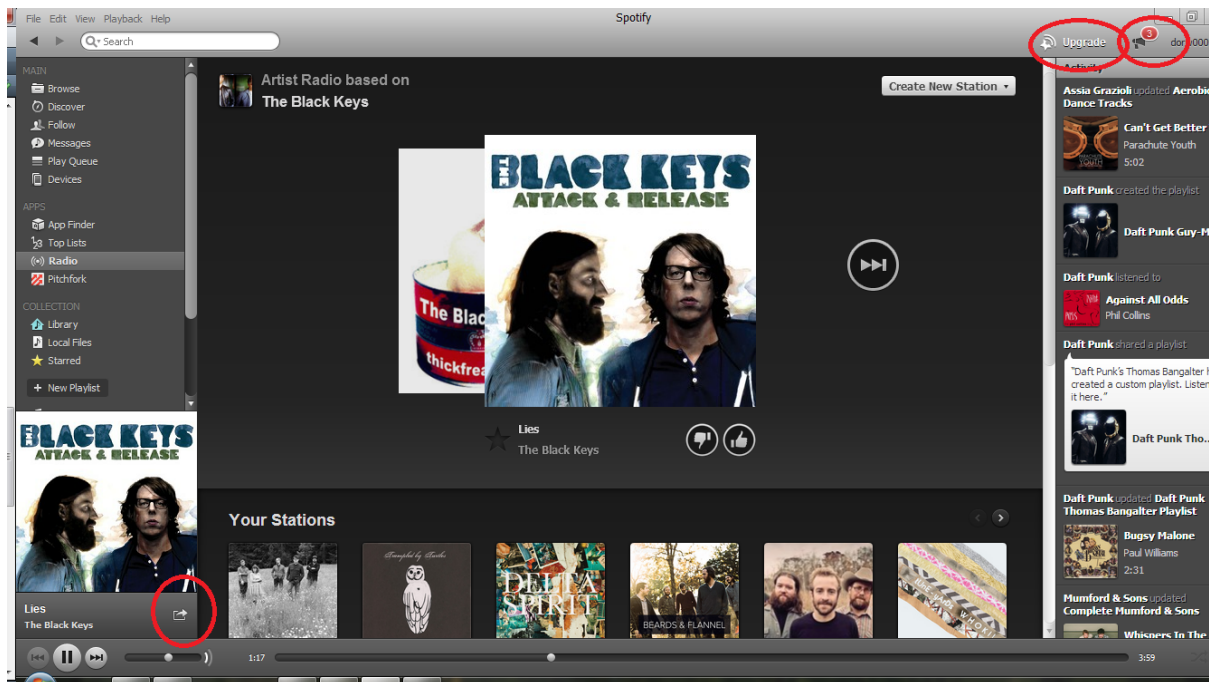 Spotify
File Edit View Playback Help
Search
Upgrade
3
MAIN
Browse
Discover
Follow
Messages
Play Queue
Devices
APPS
App Finder
Top Lists
Radio
Pitchfork
COLLECTION
Library
Local Files
Starred
+ New Playlist
THE
BLACK KEYS
ATTACK & RELEASE
Lies
The Black Keys
Artist Radio based on
The Black Keys
Create New Station
The Blac
thickfrea
THE
BLACK KEYS
ATTACK & RELEASE
Lies
The Black Keys
Your Stations
Trampled by Turtles
DELTA
SPIRIT
BEARDS & FLANNEL
Activity
Assia Grazioli updated Aerobic
Dance Tracks
Can't Get Better
Parachute Youth
5:02
Daft Punk created the playlist
Daft Punk Guy-M
Daft Punk listened to
Against All Odds
Phil Collins
Daft Punk shared a playlist
"Daft Punk's Thomas Bangalter h
created a custom playlist. Listen
it here."
Daft Punk Tho...
Daft Punk updated Daft Punk
Thomas Bangalter Playlist
Bugsy Malone
Paul Williams
2:31
Mumford & Sons updated
Complete Mumford & Sons
Whispers In The
1:17
3:59